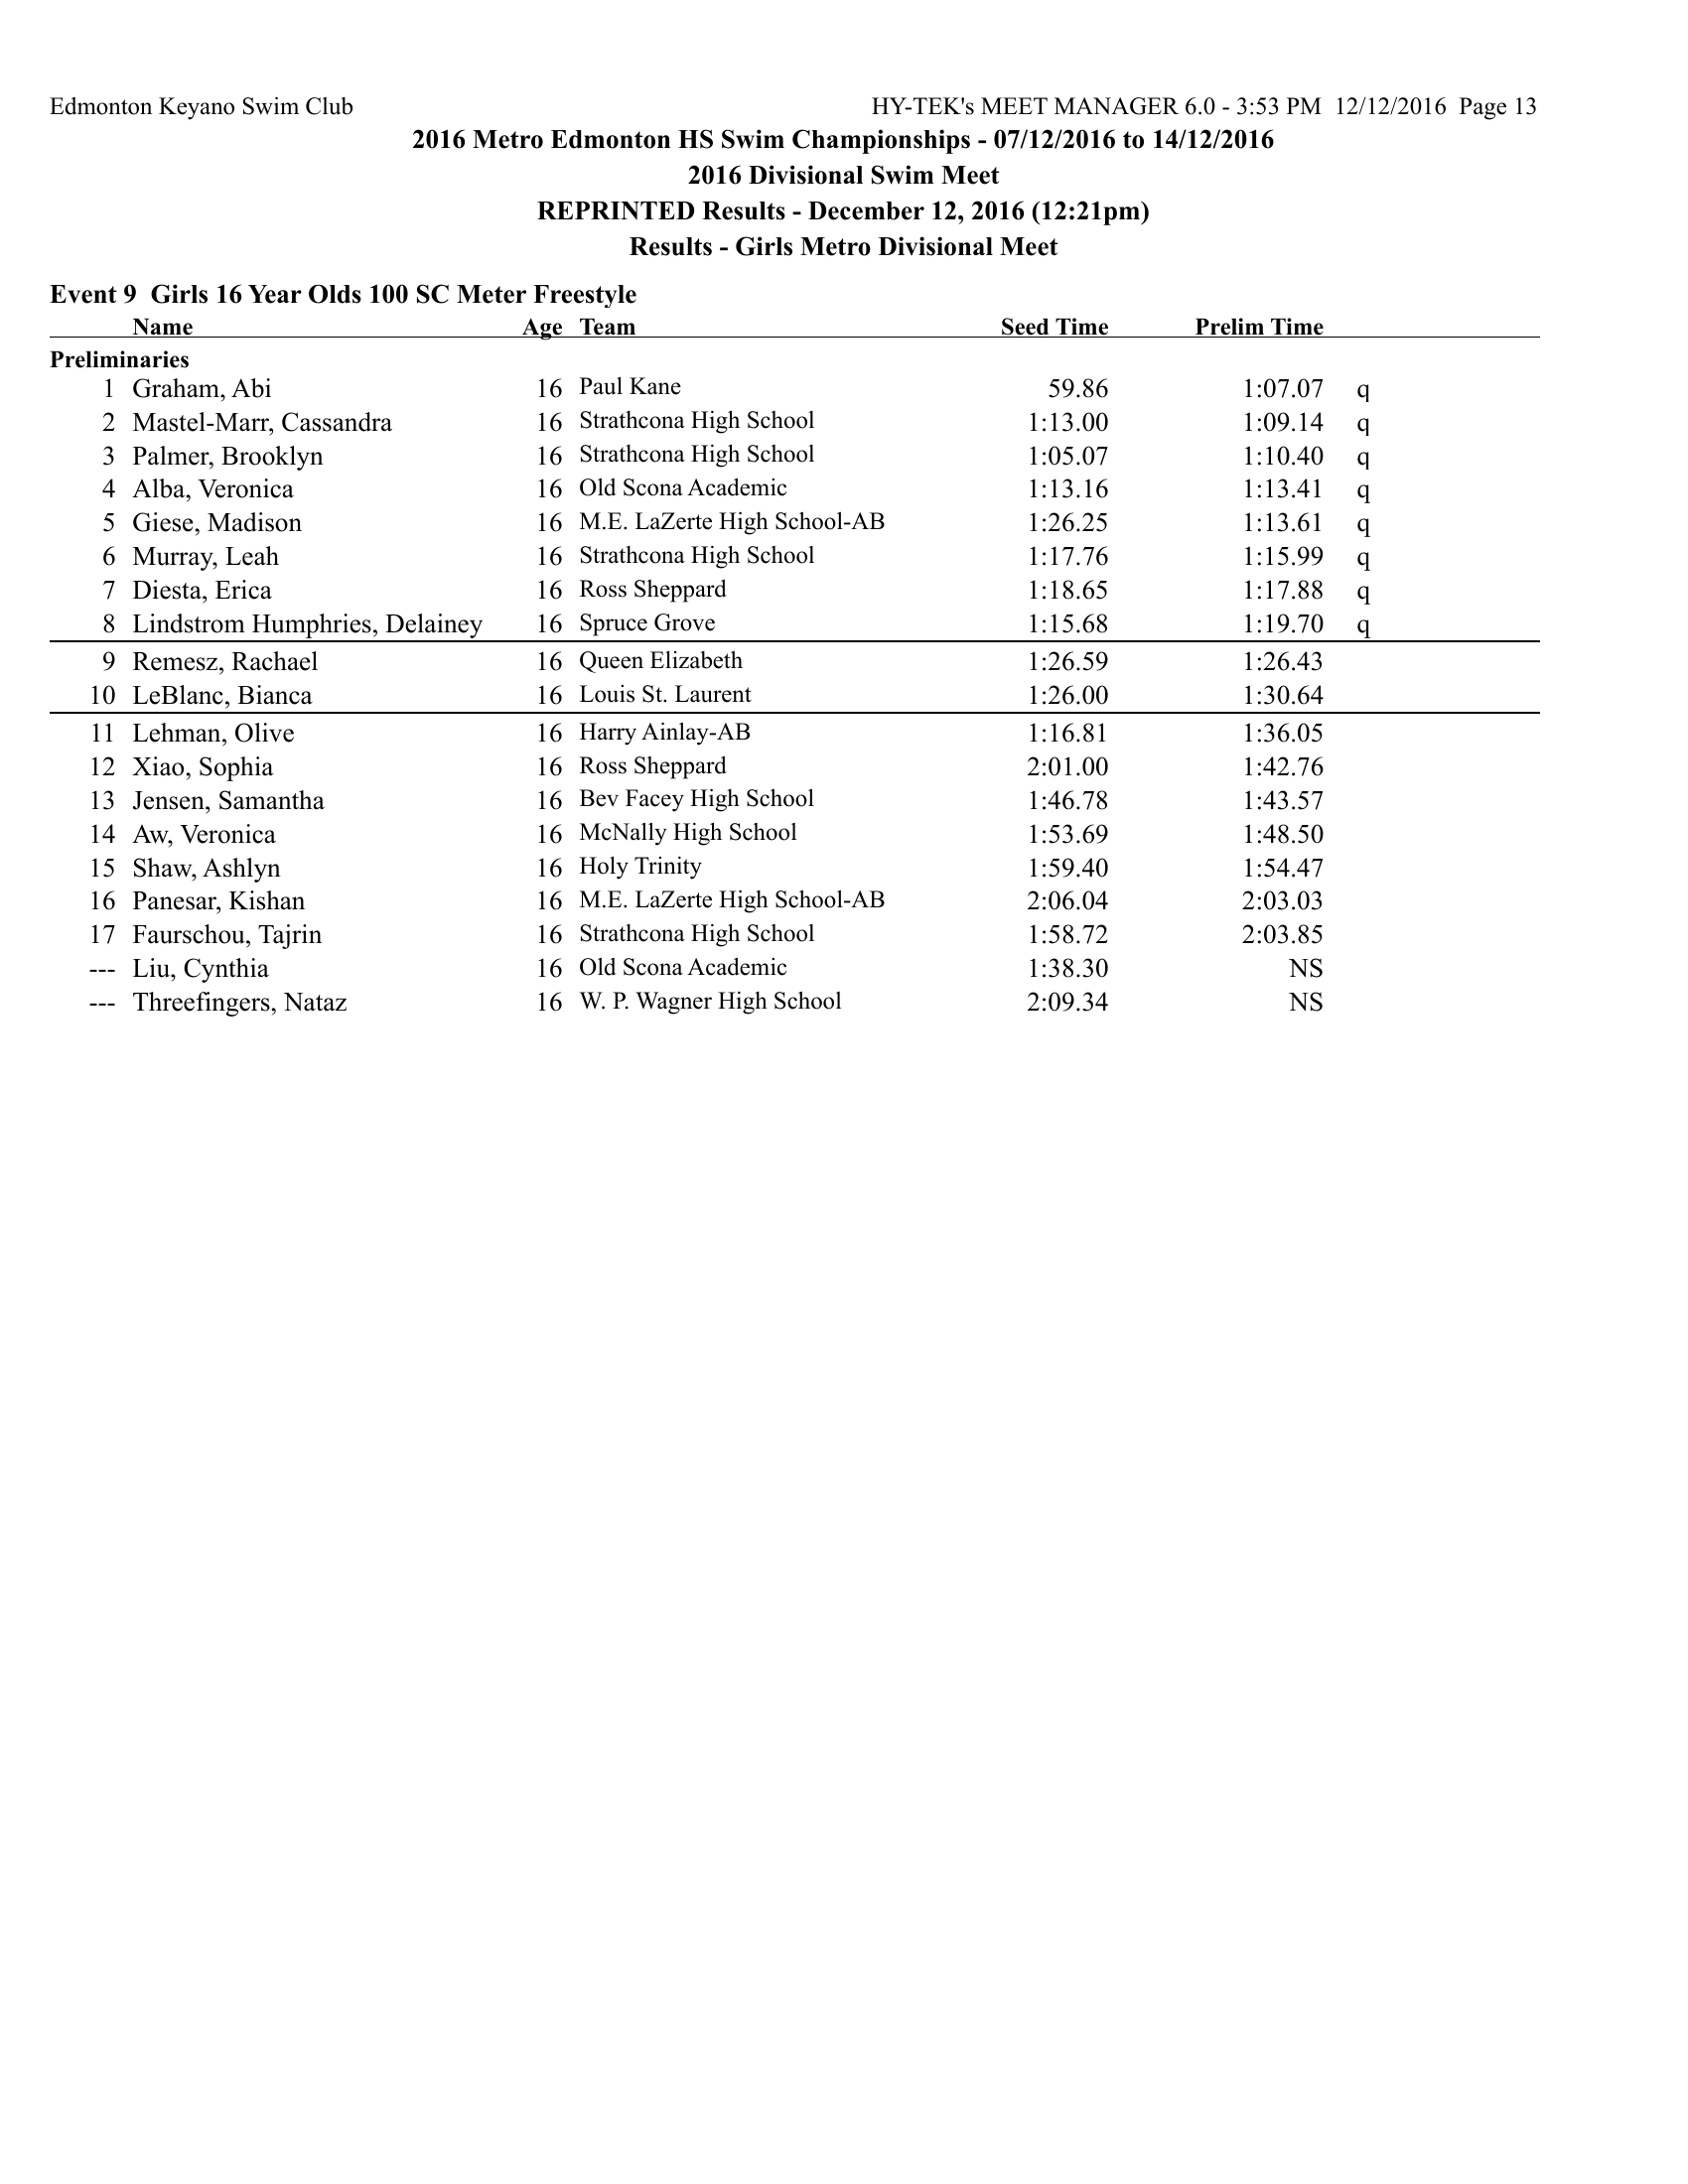 Edmonton Keyano Swim Club HY-TEK's MEET MANAGER 6.0 - 3:53 PM 12/12/2016 Page 13
2016 Metro Edmonton HS Swim Championships - 07/12/2016 to 14/12/2016
2016 Divisional Swim Meet
REPRINTED Results - December 12, 2016 (12:21pm)
Results - Girls Metro Divisional Meet
Event 9 Girls 16 Year Olds 100 SC Meter Freestyle
Name Age Team Seed Time Prelim Time
Preliminaries
1 Graham, Abi 16 Paul Kane 59.86 1:07.07 q
2 Mastel-Marr, Cassandra 16 Strathcona High School 1:13.00 1:09.14 q
3 Palmer, Brooklyn 16 Strathcona High School 1:05.07 1:10.40 q
4 Alba, Veronica 16 Old Scona Academic 1:13.16 1:13.41 q
5 Giese, Madison 16 M.E. LaZerte High School-AB 1:26.25 1:13.61 q
6 Murray, Leah 16 Strathcona High School 1:17.76 1:15.99 q
7 Diesta, Erica 16 Ross Sheppard 1:18.65 1:17.88 q
8 Lindstrom Humphries, Delainey 16 Spruce Grove 1:15.68 1:19.70 q
9 Remesz, Rachael 16 Queen Elizabeth 1:26.59 1:26.43
10 LeBlanc, Bianca 16 Louis St. Laurent 1:26.00 1:30.64
11 Lehman, Olive 16 Harry Ainlay-AB 1:16.81 1:36.05
12 Xiao, Sophia 16 Ross Sheppard 2:01.00 1:42.76
13 Jensen, Samantha 16 Bev Facey High School 1:46.78 1:43.57
14 Aw, Veronica 16 McNally High School 1:53.69 1:48.50
15 Shaw, Ashlyn 16 Holy Trinity 1:59.40 1:54.47
16 Panesar, Kishan 16 M.E. LaZerte High School-AB 2:06.04 2:03.03
17 Faurschou, Tajrin 16 Strathcona High School 1:58.72 2:03.85
--- Liu, Cynthia 16 Old Scona Academic 1:38.30 NS
--- Threefingers, Nataz 16 W. P. Wagner High School 2:09.34 NS